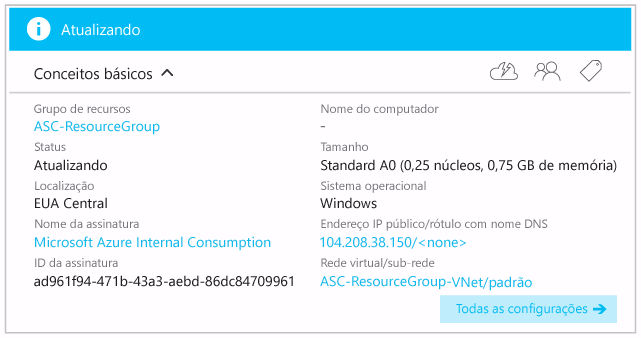 Atualizando
Conceitos básicos
Grupo de recursos
ASC-ResourceGroup
Status
Atualizando
Localização
EUA Central
Nome da assinatura
Microsoft Azure Internal Consumption
ID da assinatura
ad961f94-471b-43a3-aebd-86dc84709961
Nome do computador
-
Tamanho
Standard A0 (0,25 núcleos, 0,75 GB de memória)
Sistema operacional
Windows
Endereço IP público/rótulo com nome DNS
104.208.38.150/<none>
Rede virtual/sub-rede
ASC-ResourceGroup-VNet/padrão
Todas as configurações